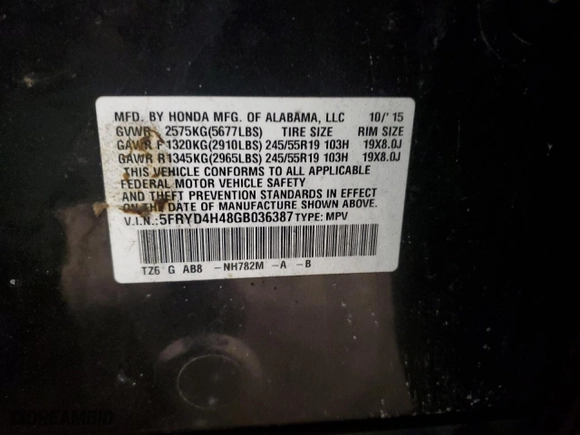 MFD. BY HONDA MFG. OF ALABAMA, LLC 10/'15
GVWR 2575KG(5677LBS) TIRE SIZE RIM SIZE
GAWR F1320KG(2910LBS) 245/55R19 103H 19X8.0J
GAWR R1345KG(2965LBS) 245/55R19 103H 19X8.0J
THIS VEHICLE CONFORMS TO ALL APPLICABLE
FEDERAL MOTOR VEHICLE SAFETY
AND THEFT PREVENTION STANDARDS IN EFFECT
ON THE DATE OF MANUFACTURE SHOWN ABOVE.
V.I.N.:5FRYD4H48GB036387 TYPE: MPV
TZ6 G AB8 -NH782M -A -B
DREAMBID